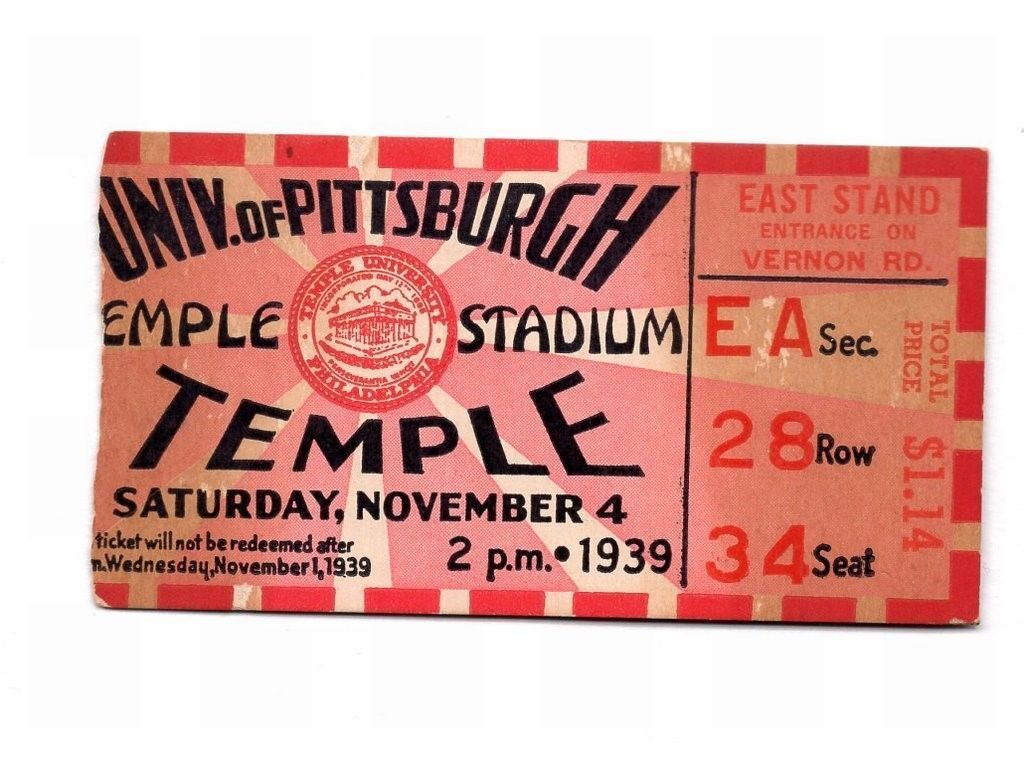 UNIV. OF PITTSBURGH
EMPLE STADIUM
TEMPLE UNIVERSITY
PHILADELPHIA
TEMPLE
SATURDAY, NOVEMBER 4
2 p.m. • 1939
ticket will not be redeemed after
m. Wednesday, November 1, 1939
EAST STAND
ENTRANCE ON
VERNON RD.
EA Sec.
28 Row
34 Seat
TOTAL
PRICE $1.14